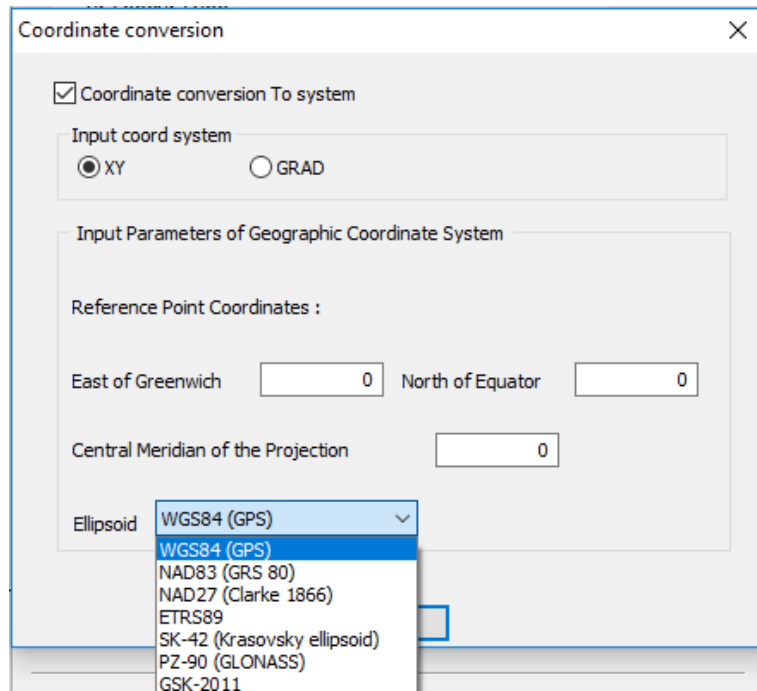 Coordinate conversion
Coordinate conversion To system
Input coord system
XY GRAD
Input Parameters of Geographic Coordinate System
Reference Point Coordinates :
East of Greenwich 0 North of Equator 0
Central Meridian of the Projection 0
Ellipsoid WGS84 (GPS)
WGS84 (GPS)
NAD83 (GRS 80)
NAD27 (Clarke 1866)
ETRS89
SK-42 (Krasovsky ellipsoid)
PZ-90 (GLONASS)
GSK-2011